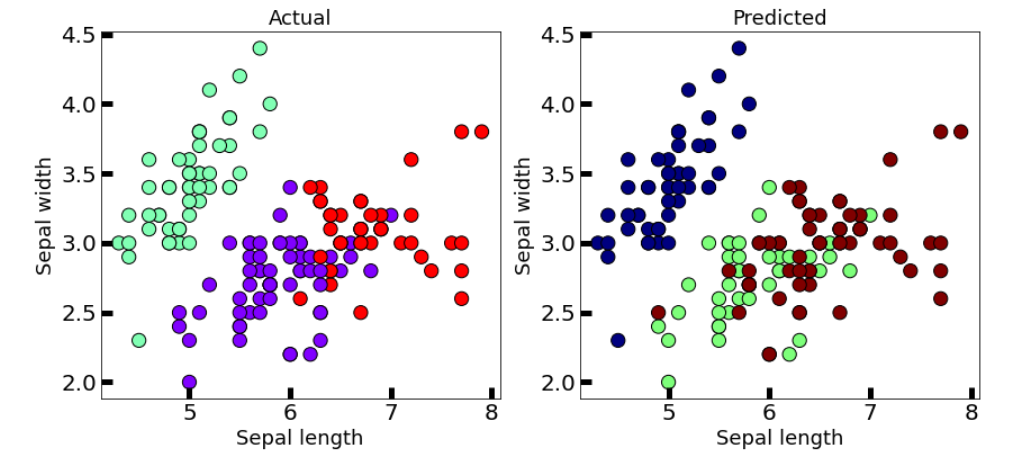 Actual
Predicted
4.5
4.0
3.5
3.0
2.5
2.0
Sepal width
5 6 7 8
Sepal length
4.5
4.0
3.5
3.0
2.5
2.0
Sepal width
5 6 7 8
Sepal length